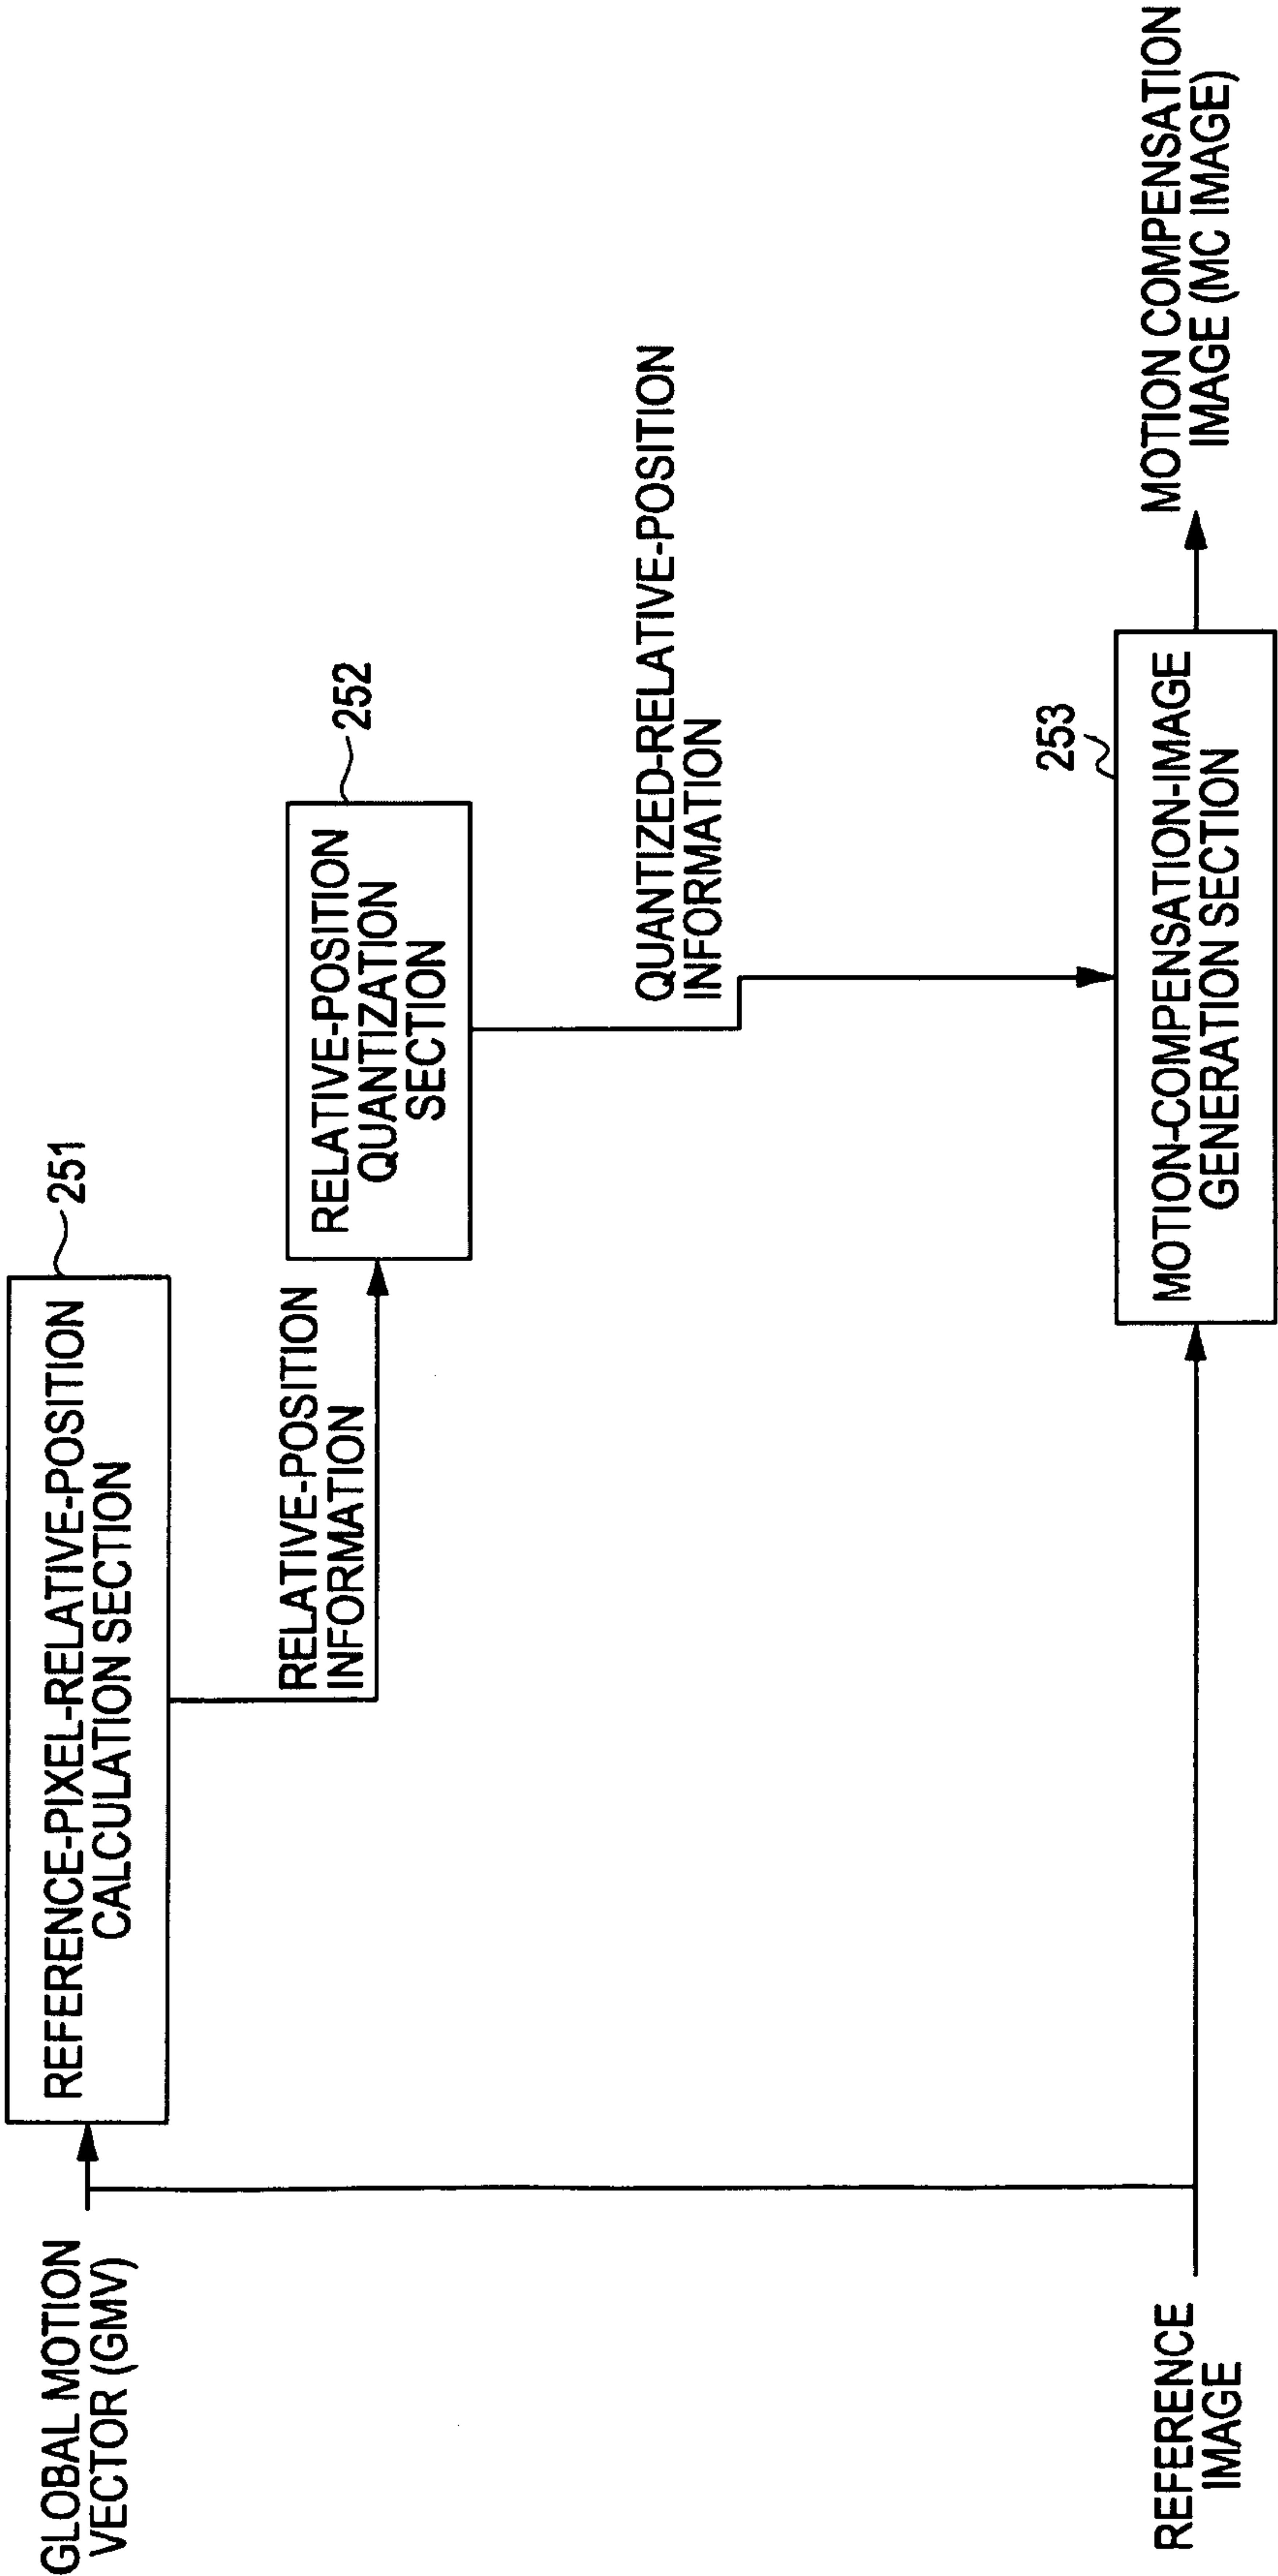 GLOBAL MOTION
VECTOR (GMV)
REFERENCE-PIXEL-RELATIVE-POSITION
CALCULATION SECTION
251
RELATIVE-POSITION
INFORMATION
RELATIVE-POSITION
QUANTIZATION
SECTION
252
QUANTIZED-RELATIVE-POSITION
INFORMATION
REFERENCE
IMAGE
MOTION-COMPENSATION-IMAGE
GENERATION SECTION
253
MOTION COMPENSATION
IMAGE (MC IMAGE)